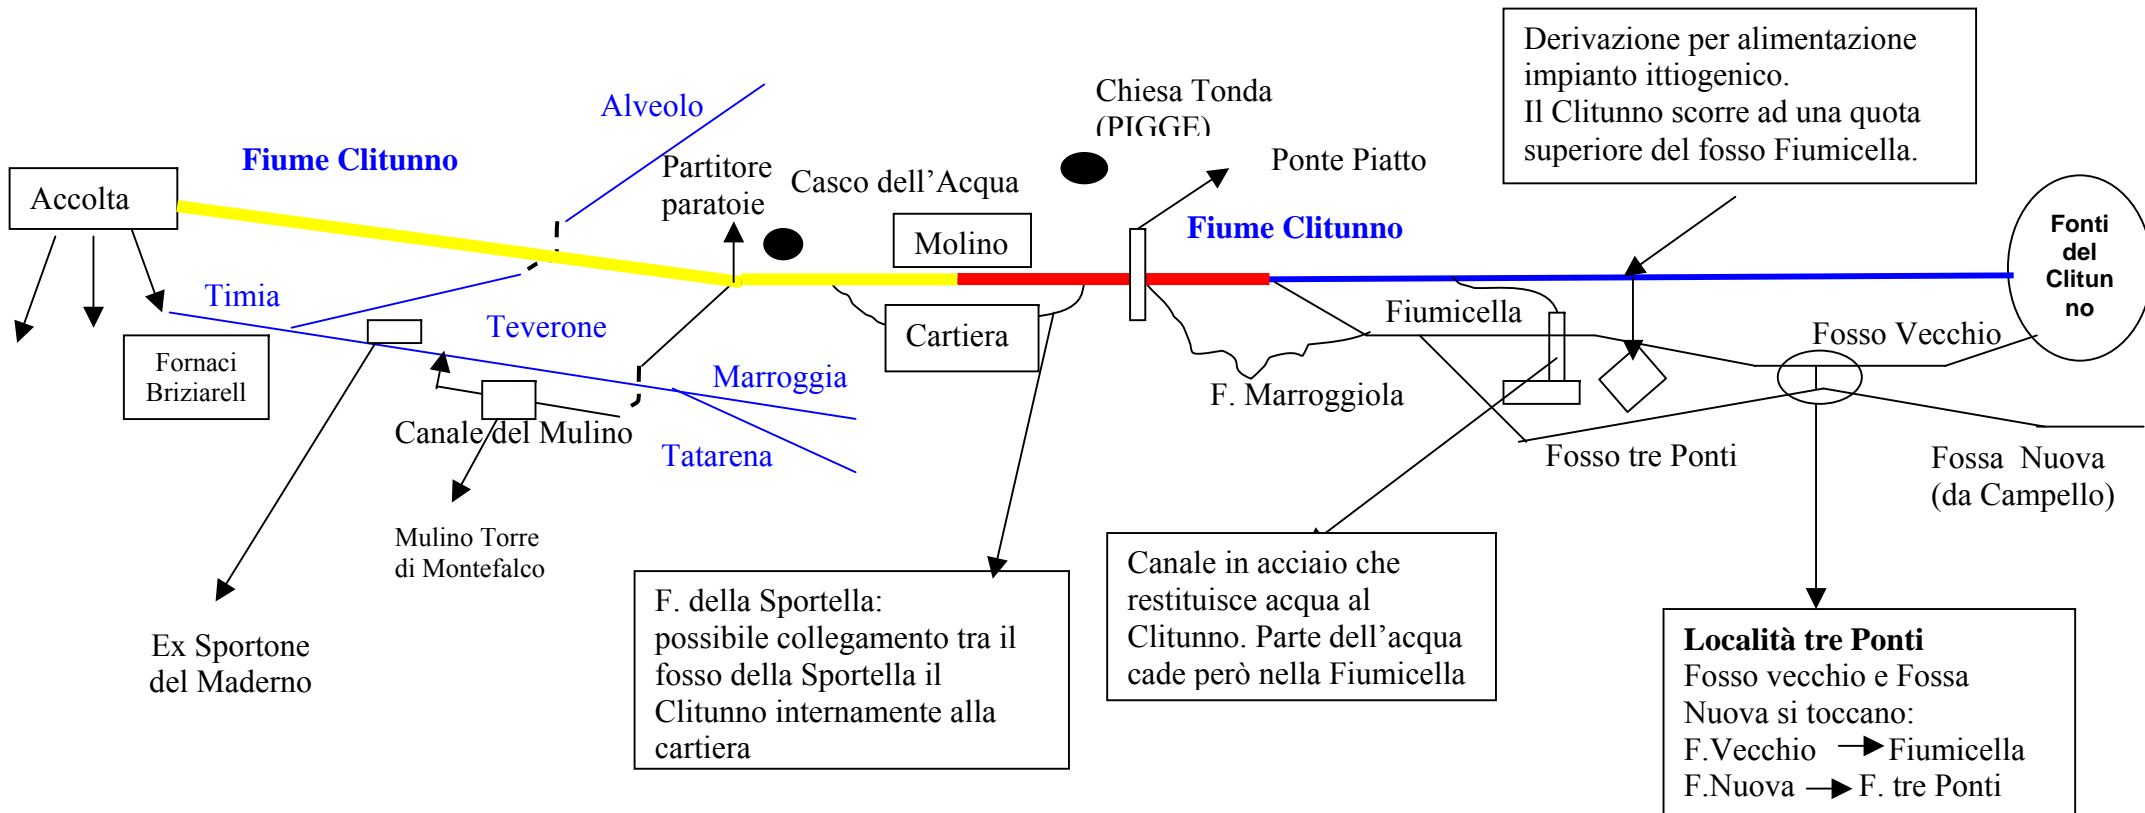 Derivazione per alimentazione
impianto ittiogenico.
Il Clitunno scorre ad una quota
superiore del fosso Fiumicella.
Alveolo
Chiesa Tonda
(PIGGE)
Fiume Clitunno
Partitore
paratoie
Casco dell’Acqua
Ponte Piatto
Accolta
Molino
Fiume Clitunno
Fonti
del
Clitun
no
Timia
Teverone
Cartiera
Fiumicella
Fosso Vecchio
Fornaci
Briziarell
Marroggia
F. Marroggiola
Canale del Mulino
Tatarena
Fosso tre Ponti
Fossa Nuova
(da Campello)
Mulino Torre
di Montefalco
Ex Sportone
del Maderno
F. della Sportella:
possibile collegamento tra il
fosso della Sportella il
Clitunno internamente alla
cartiera
Canale in acciaio che
restituisce acqua al
Clitunno. Parte dell’acqua
cade però nella Fiumicella
Località tre Ponti
Fosso vecchio e Fossa
Nuova si toccano:
F.Vecchio → Fiumicella
F.Nuova → F. tre Ponti